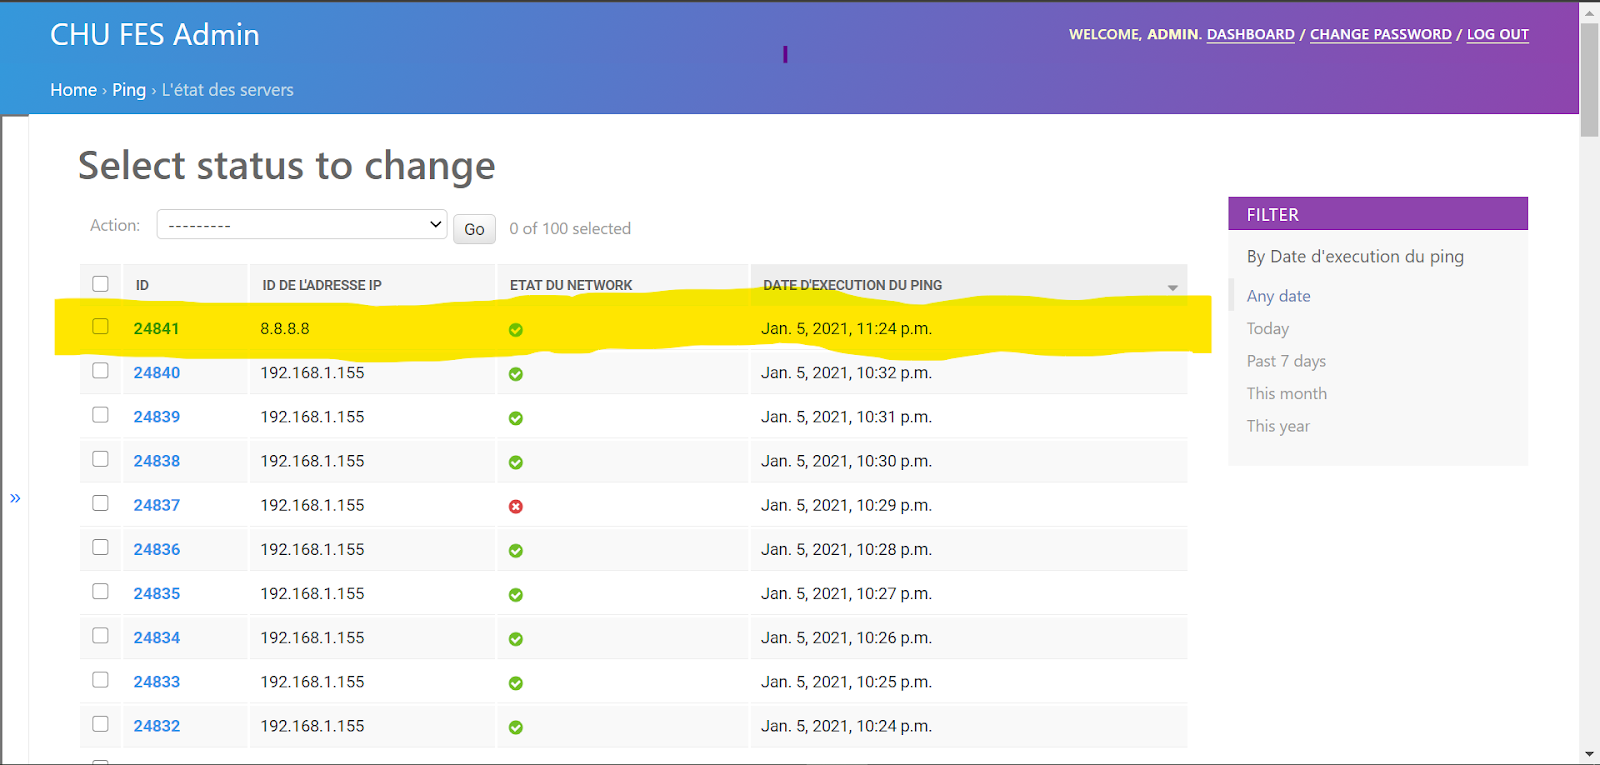 CHU FES Admin
WELCOME, ADMIN. DASHBOARD / CHANGE PASSWORD / LOG OUT
Home › Ping › L'état des servers
Select status to change
Action: --------- Go 0 of 100 selected
ID ID DE L'ADRESSE IP ETAT DU NETWORK DATE D'EXECUTION DU PING
24841 8.8.8.8 Jan. 5, 2021, 11:24 p.m.
24840 192.168.1.155 Jan. 5, 2021, 10:32 p.m.
24839 192.168.1.155 Jan. 5, 2021, 10:31 p.m.
24838 192.168.1.155 Jan. 5, 2021, 10:30 p.m.
24837 192.168.1.155 Jan. 5, 2021, 10:29 p.m.
24836 192.168.1.155 Jan. 5, 2021, 10:28 p.m.
24835 192.168.1.155 Jan. 5, 2021, 10:27 p.m.
24834 192.168.1.155 Jan. 5, 2021, 10:26 p.m.
24833 192.168.1.155 Jan. 5, 2021, 10:25 p.m.
24832 192.168.1.155 Jan. 5, 2021, 10:24 p.m.
FILTER
By Date d'execution du ping
Any date
Today
Past 7 days
This month
This year
»